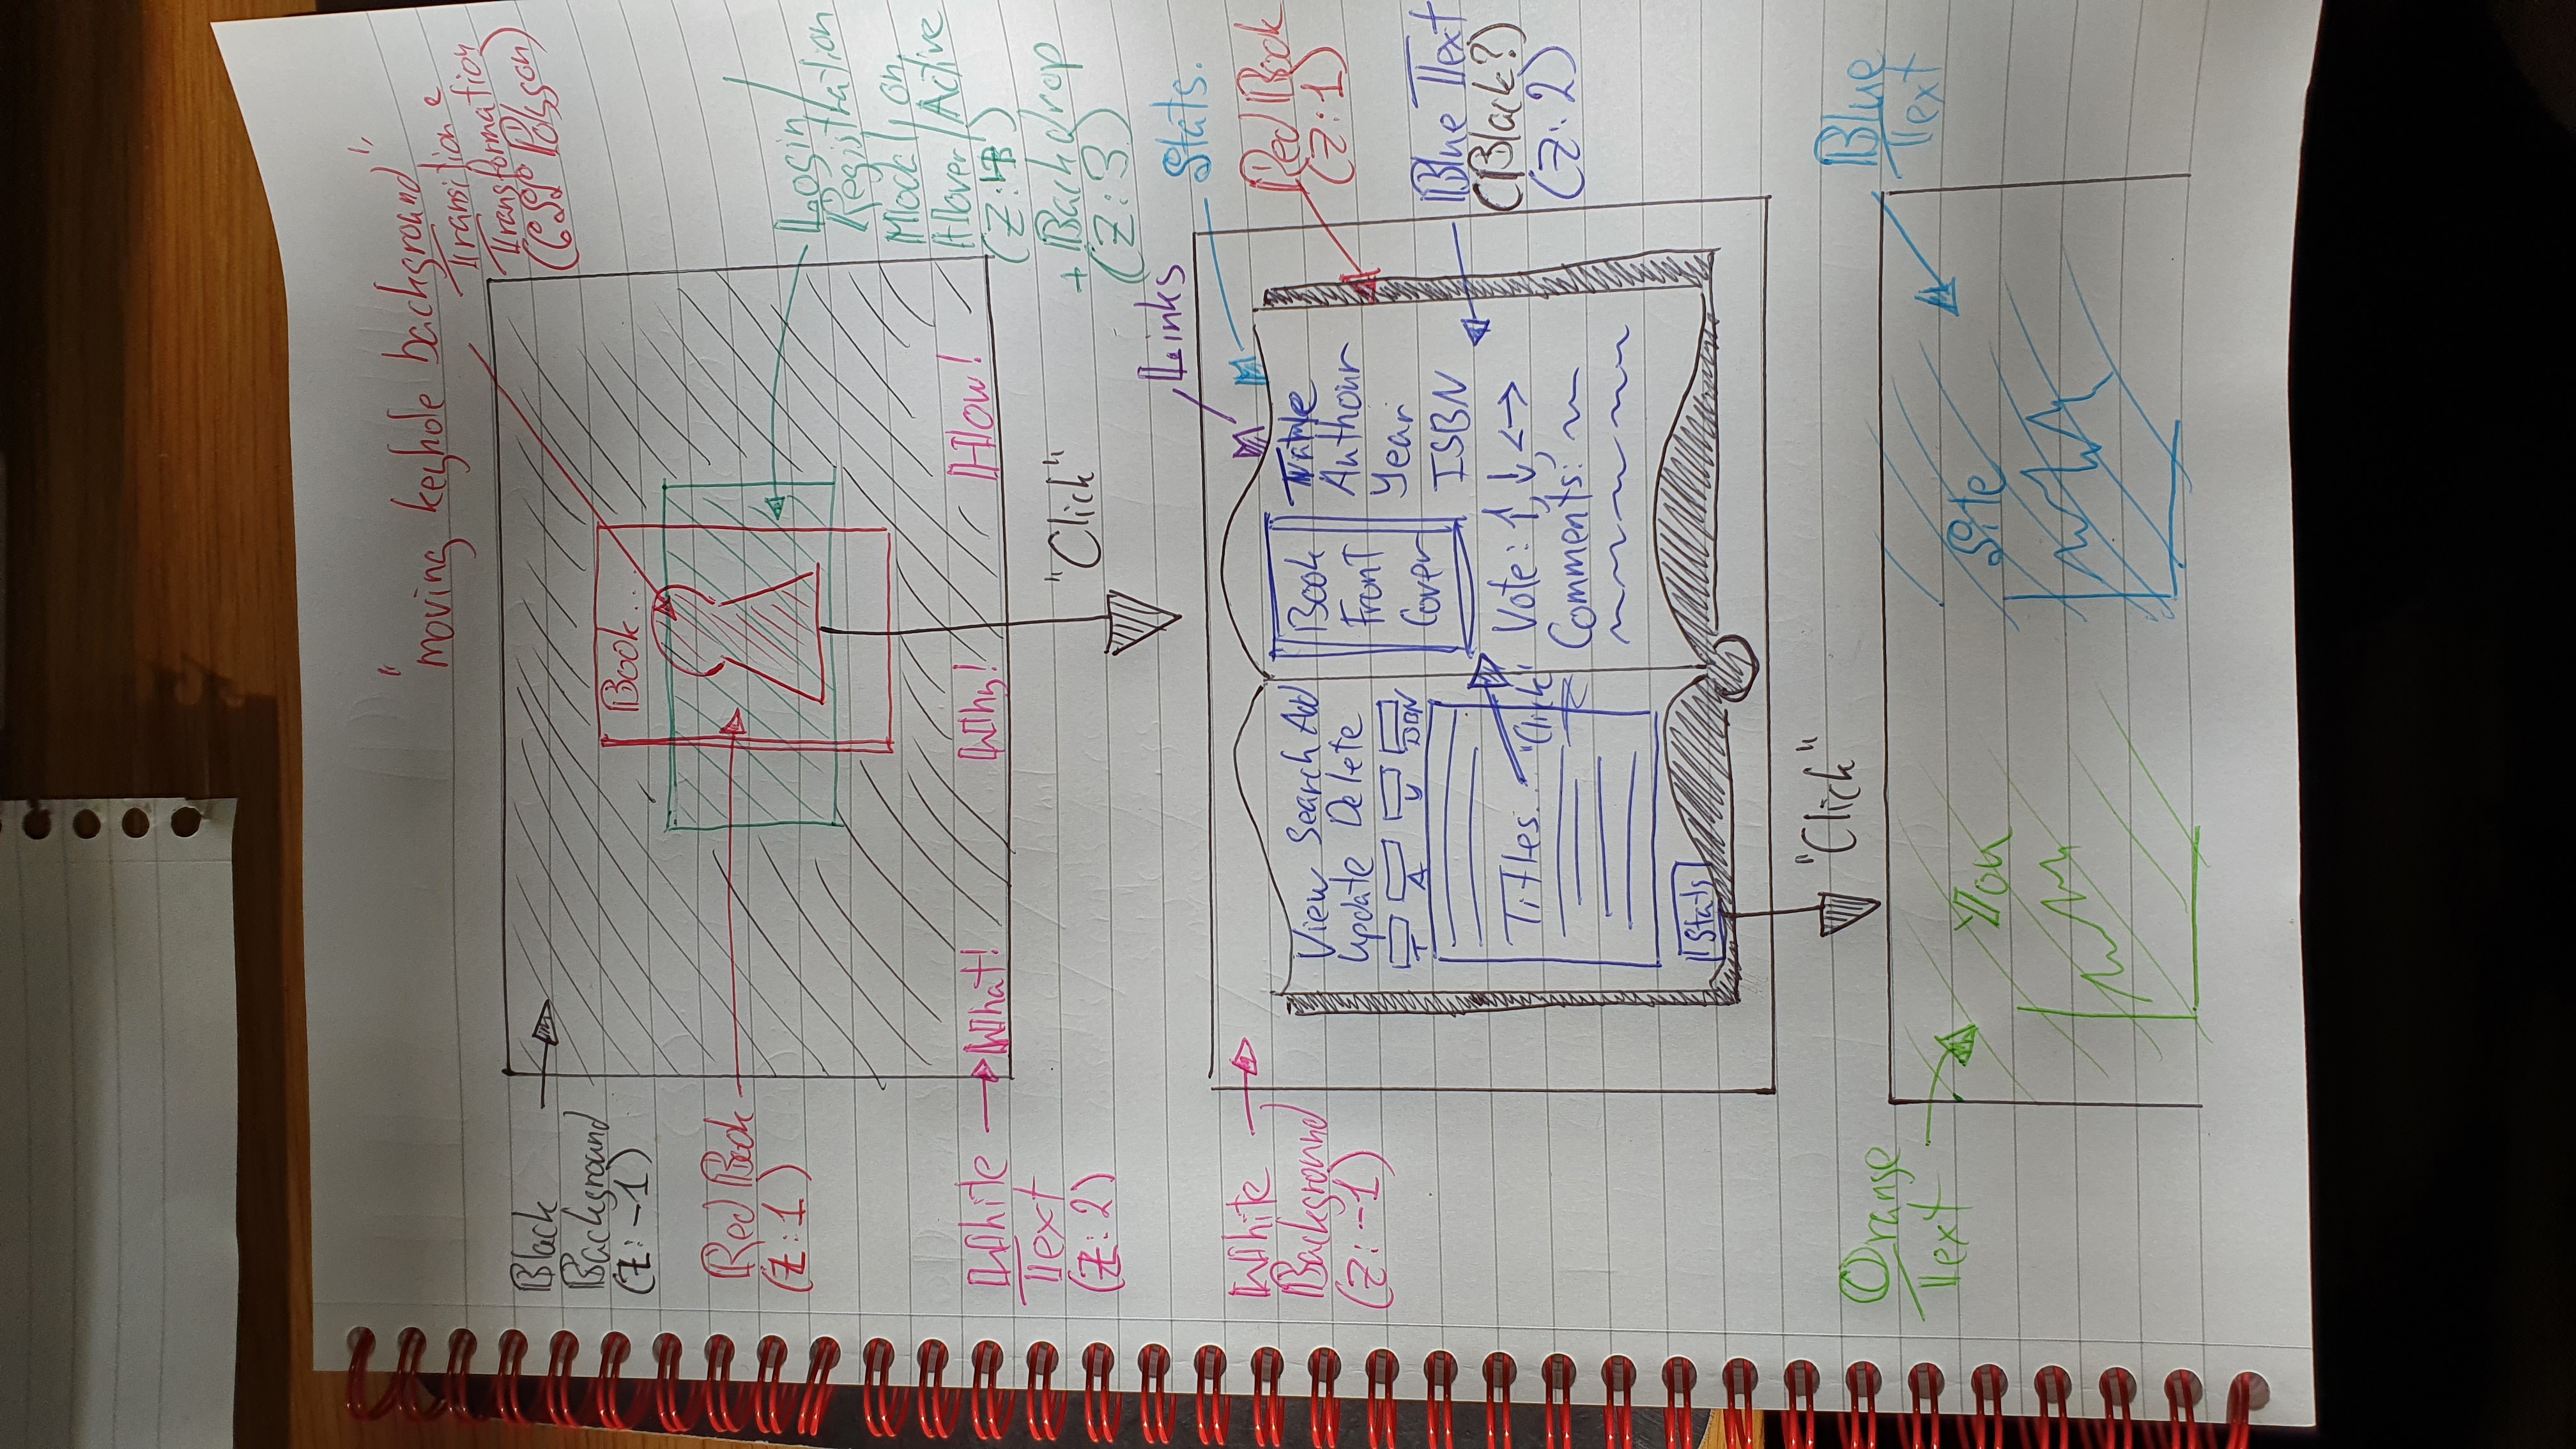 "moving keyhole background"
Transition &
Transformation
(CSS Polygon)
Black
Background
(Z:-1)
Book...
Red Book
(Z:1)
Login/
Registration
Modal, on
Hover/Active
(Z:4)
+ Backdrop
(Z:3)
White
Text
(Z:2)
What!
Why!
How!
"Click"
Links
Stats.
White
Background
(Z:-1)
Red Book
(Z:1)
View Search Add
Update Delete
T A Y ISBN
Titles... "Click"
Stats
Book
Front
Cover
Title
Authour
Year
ISBN
Vote: ↑, ↓, <->
Comments:
Blue Text
(Black?)
(Z:2)
"Click"
Orange
Text
You
Site
Blue
Text